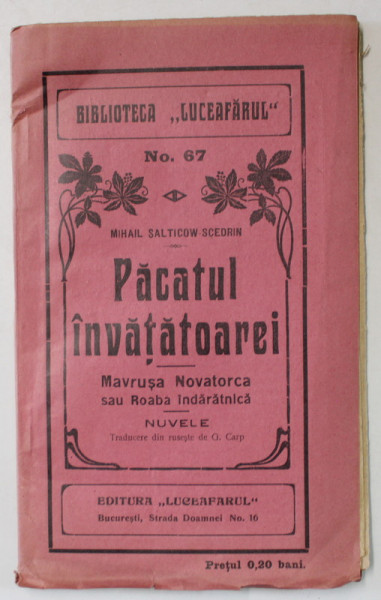 BIBLIOTECA „LUCEAFĂRUL"
No. 67
MIHAIL SALTICOW-SCEDRIN
Păcatul
învățătoarei
Mavrușa Novatorca
sau Roaba îndărătnică
NUVELE
Traducere din rusește de G. Carp
EDITURA „LUCEAFARUL"
București, Strada Doamnei No. 16
Prețul 0,20 bani.